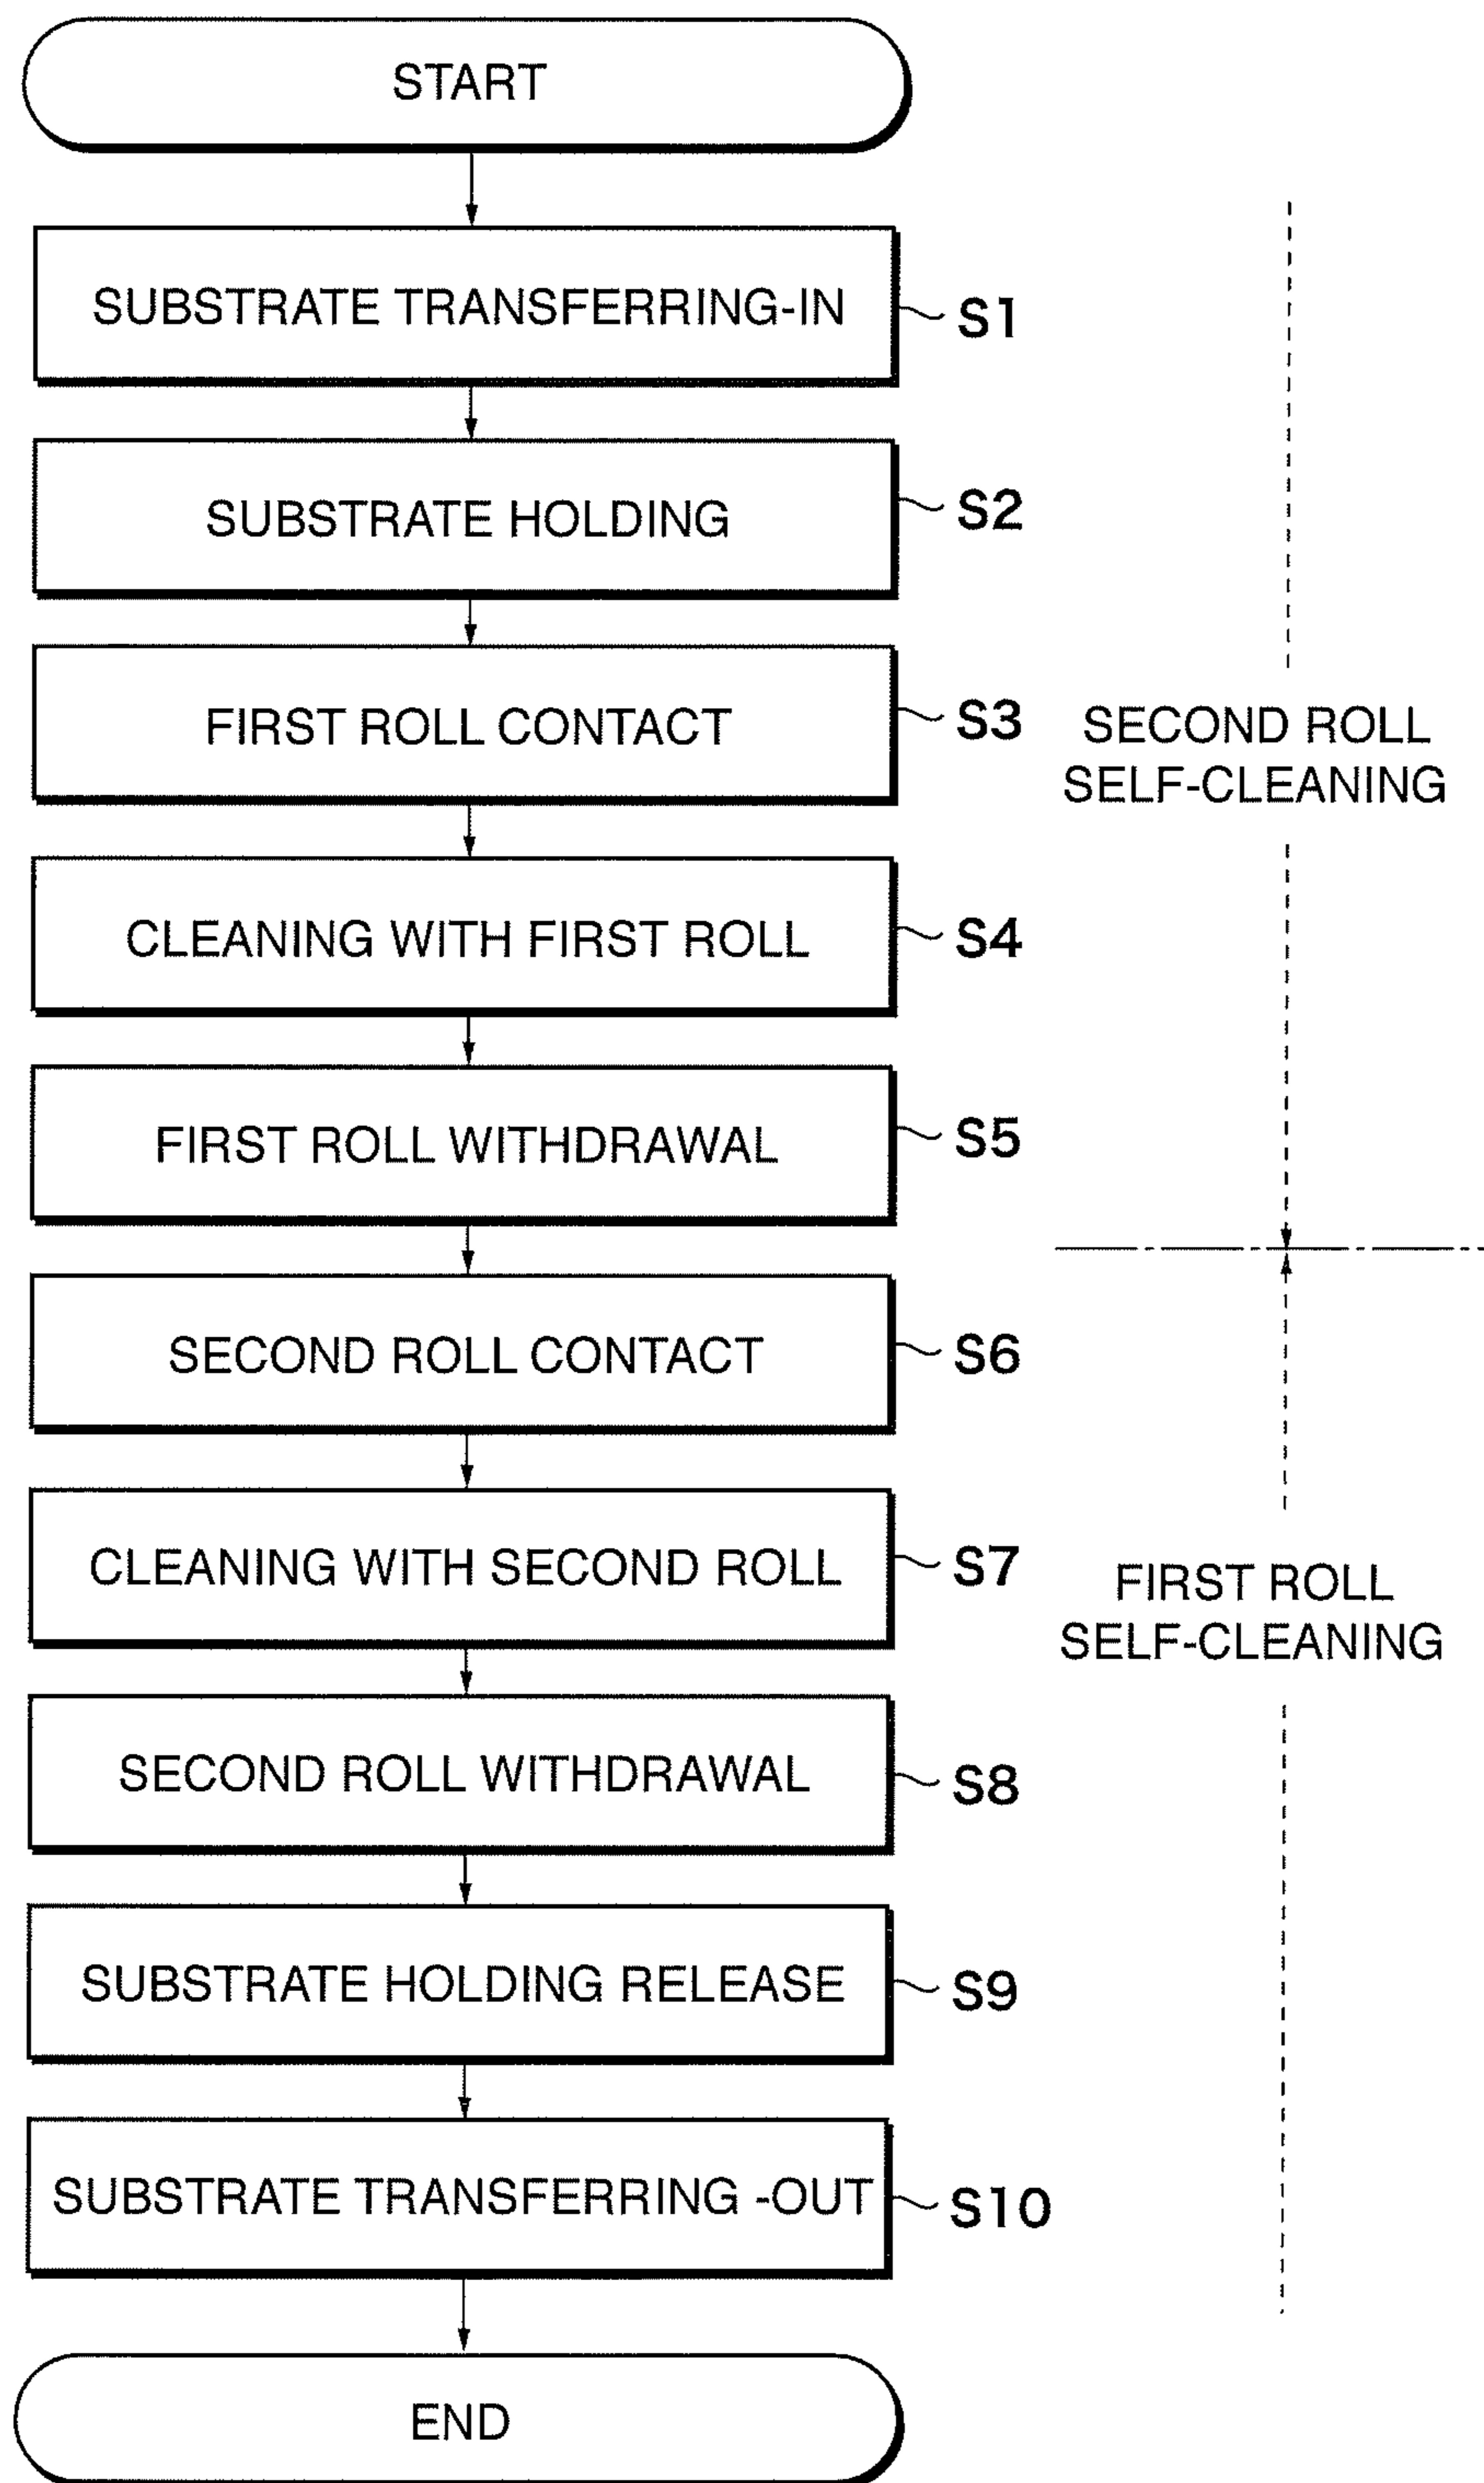 START
SUBSTRATE TRANSFERRING-IN
S1
SUBSTRATE HOLDING
S2
FIRST ROLL CONTACT
S3
SECOND ROLL
SELF-CLEANING
CLEANING WITH FIRST ROLL
S4
FIRST ROLL WITHDRAWAL
S5
SECOND ROLL CONTACT
S6
CLEANING WITH SECOND ROLL
S7
FIRST ROLL
SELF-CLEANING
SECOND ROLL WITHDRAWAL
S8
SUBSTRATE HOLDING RELEASE
S9
SUBSTRATE TRANSFERRING -OUT
S10
END